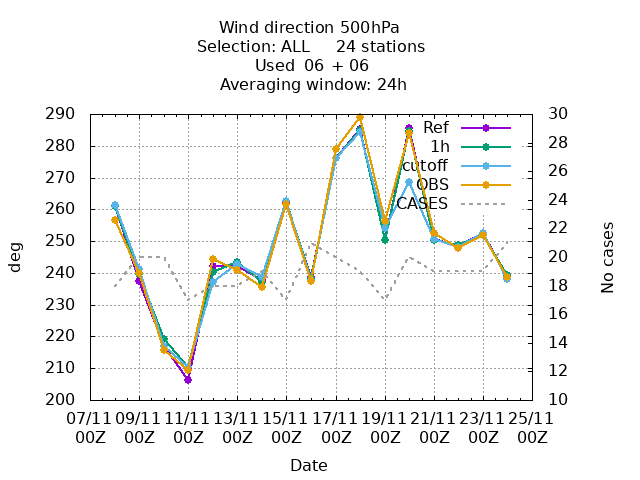 Wind direction 500hPa
Selection: ALL 24 stations
Used 06 + 06
Averaging window: 24h
290
280
270
260
250
240
230
220
210
200
deg
30
28
26
24
22
20
18
16
14
12
10
No cases
Ref
1h
cutoff
OBS
CASES
07/11 09/11 11/11 13/11 15/11 17/11 19/11 21/11 23/11 25/11
00Z 00Z 00Z 00Z 00Z 00Z 00Z 00Z 00Z 00Z
Date